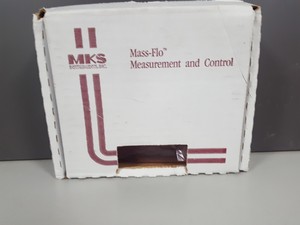 MKS
Mass-Flo™
Measurement and Control